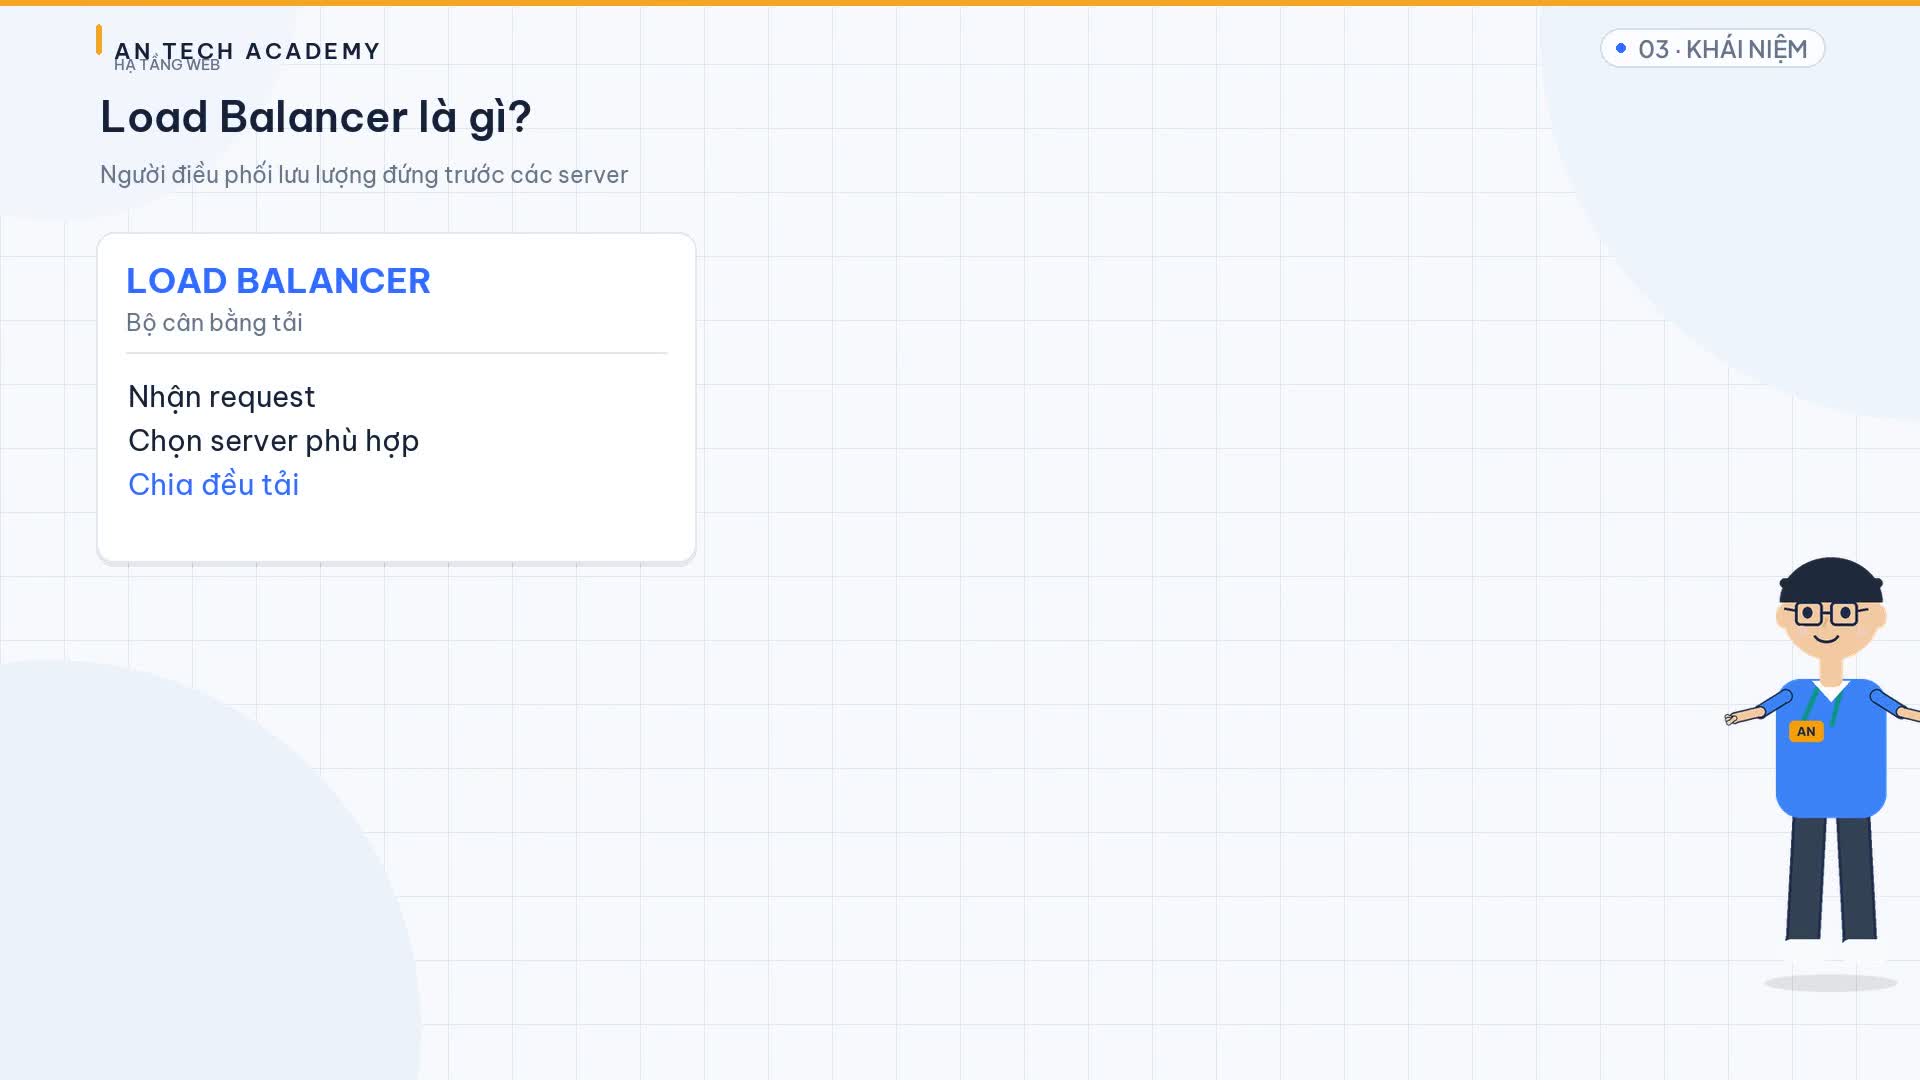 AN TECH ACADEMY
HẠ TẦNG WEB
03 · KHÁI NIỆM
Load Balancer là gì?
Người điều phối lưu lượng đứng trước các server
LOAD BALANCER
Bộ cân bằng tải
Nhận request
Chọn server phù hợp
Chia đều tải
AN